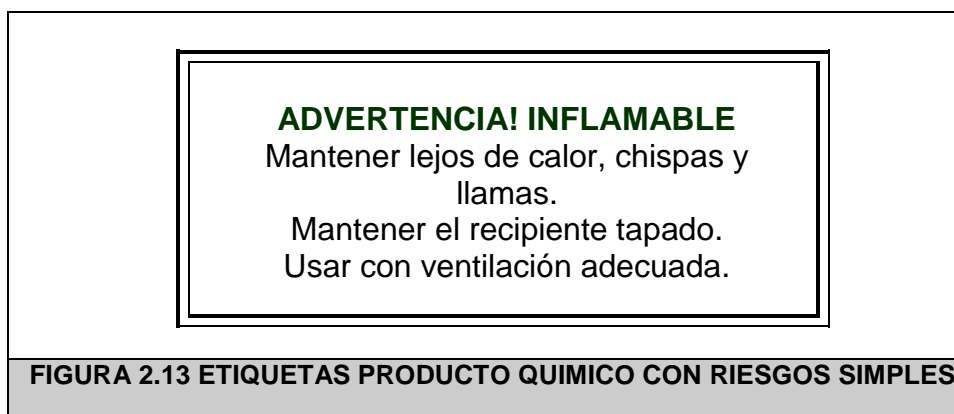 ADVERTENCIA! INFLAMABLE
Mantener lejos de calor, chispas y
llamas.
Mantener el recipiente tapado.
Usar con ventilación adecuada.
FIGURA 2.13 ETIQUETAS PRODUCTO QUIMICO CON RIESGOS SIMPLES